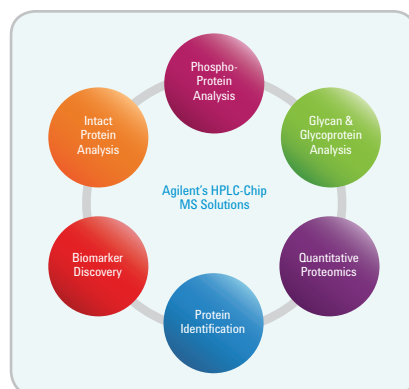 Phospho-
Protein
Analysis
Glycan &
Glycoprotein
Analysis
Quantitative
Proteomics
Protein
Identification
Biomarker
Discovery
Intact
Protein
Analysis
Agilent's HPLC-Chip
MS Solutions